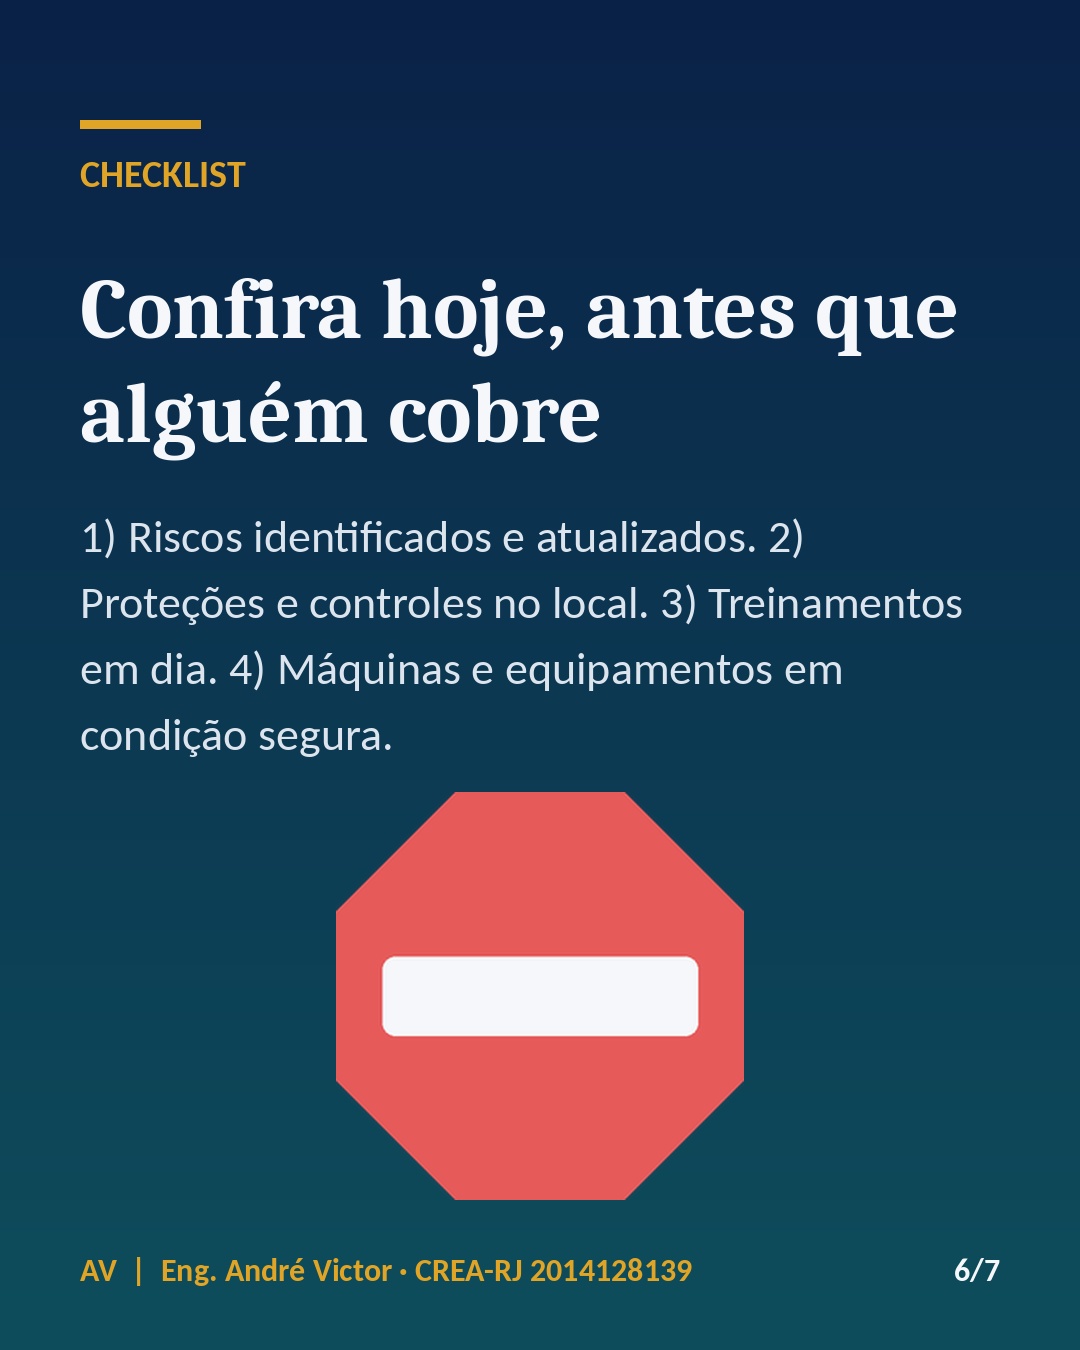 CHECKLIST
Confira hoje, antes que
alguém cobre
1) Riscos identificados e atualizados. 2)
Proteções e controles no local. 3) Treinamentos
em dia. 4) Máquinas e equipamentos em
condição segura.
AV | Eng. André Victor · CREA-RJ 2014128139
6/7